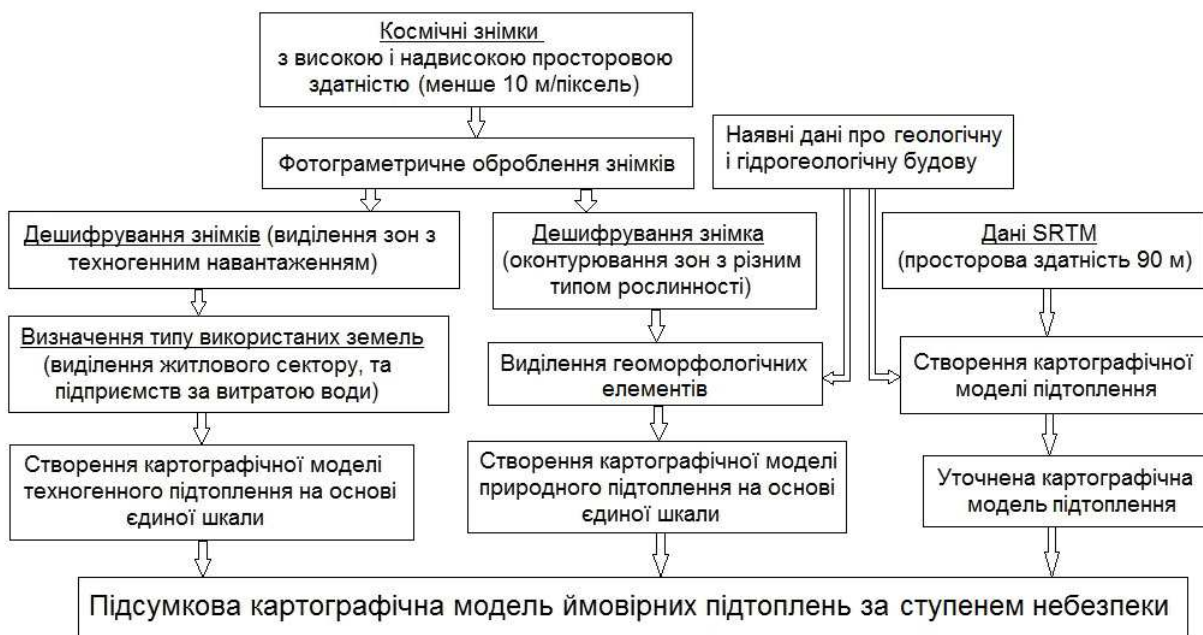 Космічні знімки
з високою і надвисокою просторовою
здатністю (менше 10 м/піксель)
Фотограметричне оброблення знімків
Наявні дані про геологічну
і гідрогеологічну будову
Дешифрування знімків (виділення зон з
техногенним навантаженням)
Дешифрування знімка
(оконтурювання зон з різним
типом рослинності)
Дані SRTM
(просторова здатність 90 м)
Визначення типу використаних земель
(виділення житлового сектору, та
підприємств за витратою води)
Виділення геоморфологічних
елементів
Створення картографічної
моделі підтоплення
Створення картографічної моделі
техногенного підтоплення на основі
єдиної шкали
Створення картографічної моделі
природного підтоплення на основі
єдиної шкали
Уточнена картографічна
модель підтоплення
Підсумкова картографічна модель ймовірних підтоплень за ступенем небезпеки